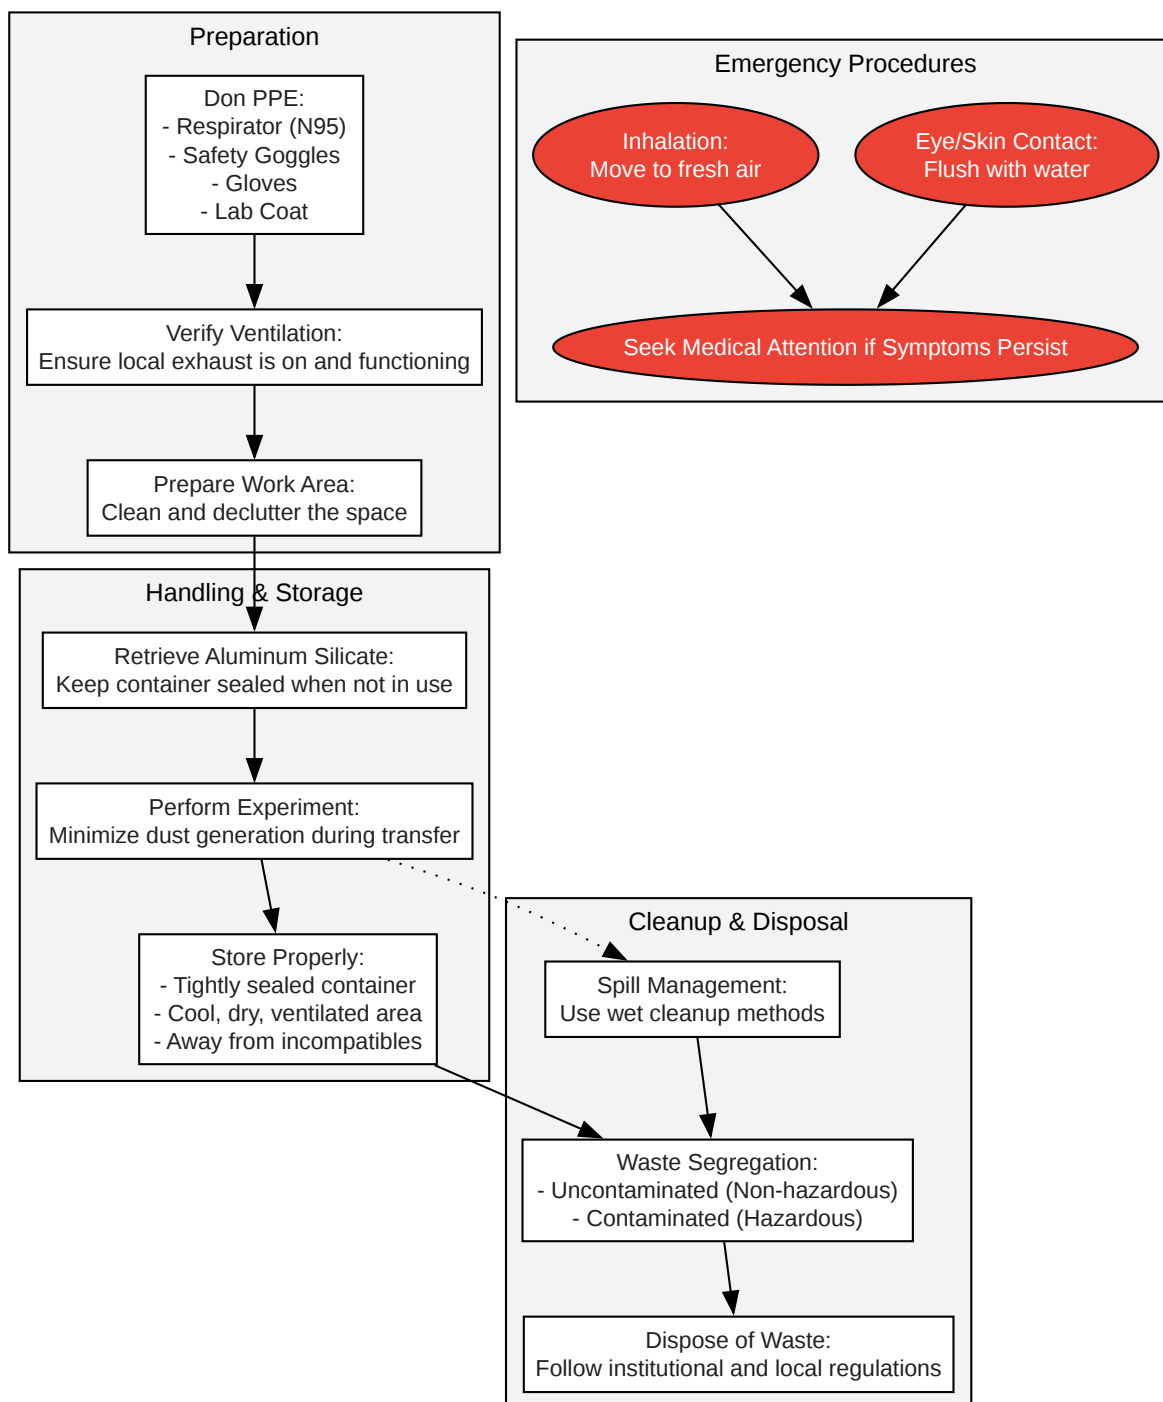 Preparation
Don PPE:
- Respirator (N95)
- Safety Goggles
- Gloves
- Lab Coat
Verify Ventilation:
Ensure local exhaust is on and functioning
Prepare Work Area:
Clean and declutter the space
Emergency Procedures
Inhalation:
Move to fresh air
Eye/Skin Contact:
Flush with water
Seek Medical Attention if Symptoms Persist
Handling & Storage
Retrieve Aluminum Silicate:
Keep container sealed when not in use
Perform Experiment:
Minimize dust generation during transfer
Store Properly:
- Tightly sealed container
- Cool, dry, ventilated area
- Away from incompatibles
Cleanup & Disposal
Spill Management:
Use wet cleanup methods
Waste Segregation:
- Uncontaminated (Non-hazardous)
- Contaminated (Hazardous)
Dispose of Waste:
Follow institutional and local regulations